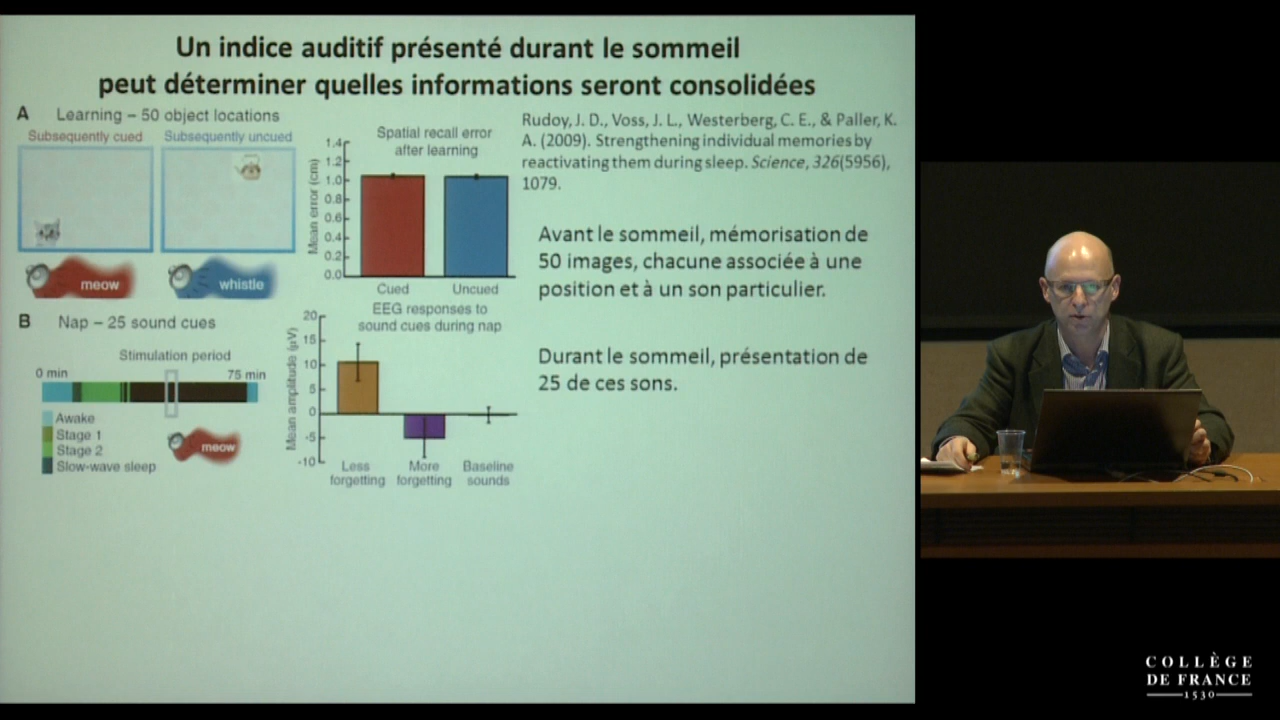 Un indice auditif présenté durant le sommeil
peut déterminer quelles informations seront consolidées
A Learning – 50 object locations
Subsequently cued Subsequently uncued
meow whistle
Spatial recall error
after learning
Mean error (cm)
1.4
1.2
1.0
0.8
0.6
0.4
0.2
0.0
Cued Uncued
Rudoy, J. D., Voss, J. L., Westerberg, C. E., & Paller, K.
A. (2009). Strengthening individual memories by
reactivating them during sleep. Science, 326(5956),
1079.
Avant le sommeil, mémorisation de
50 images, chacune associée à une
position et à un son particulier.
B Nap – 25 sound cues
Stimulation period
0 min 75 min
Awake
Stage 1
Stage 2
Slow-wave sleep
meow
EEG responses to
sound cues during nap
Mean amplitude (µV)
20
15
10
5
0
-5
-10
Less
forgetting
More
forgetting
Baseline
sounds
Durant le sommeil, présentation de
25 de ces sons.
COLLÈGE
DE FRANCE
1530